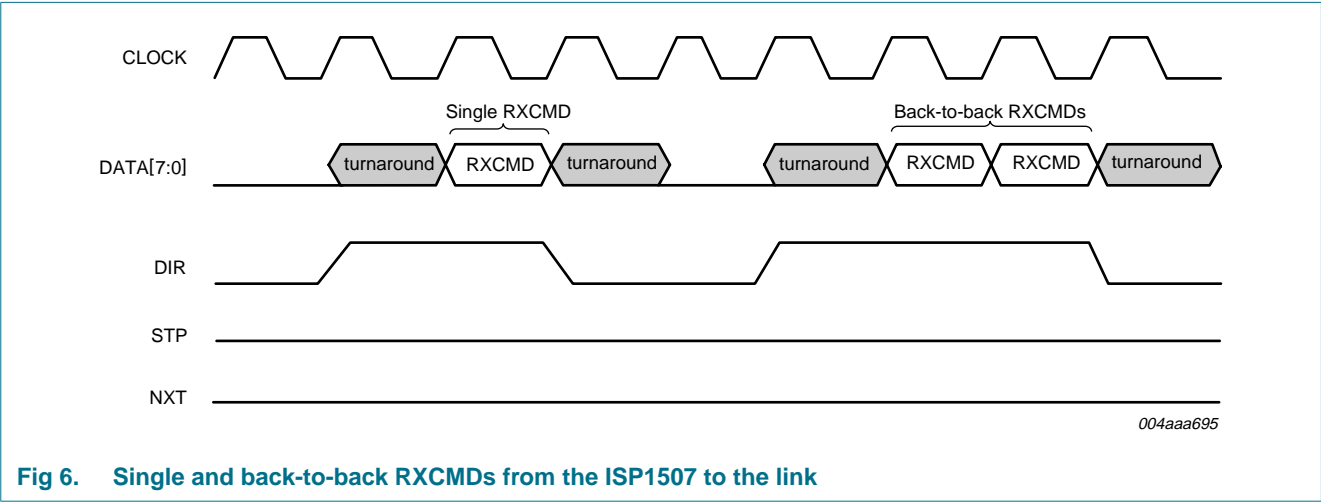 CLOCK
Single RXCMD
Back-to-back RXCMDs
DATA[7:0]
turnaround RXCMD turnaround turnaround RXCMD RXCMD turnaround
DIR
STP
NXT
004aaa695
Fig 6. Single and back-to-back RXCMDs from the ISP1507 to the link